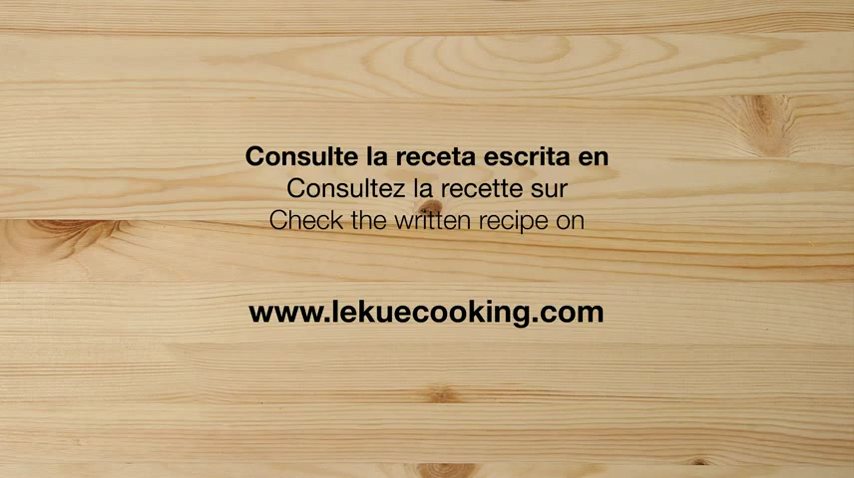 Consulte la receta escrita en
Consultez la recette sur
Check the written recipe on
www.lekuecooking.com